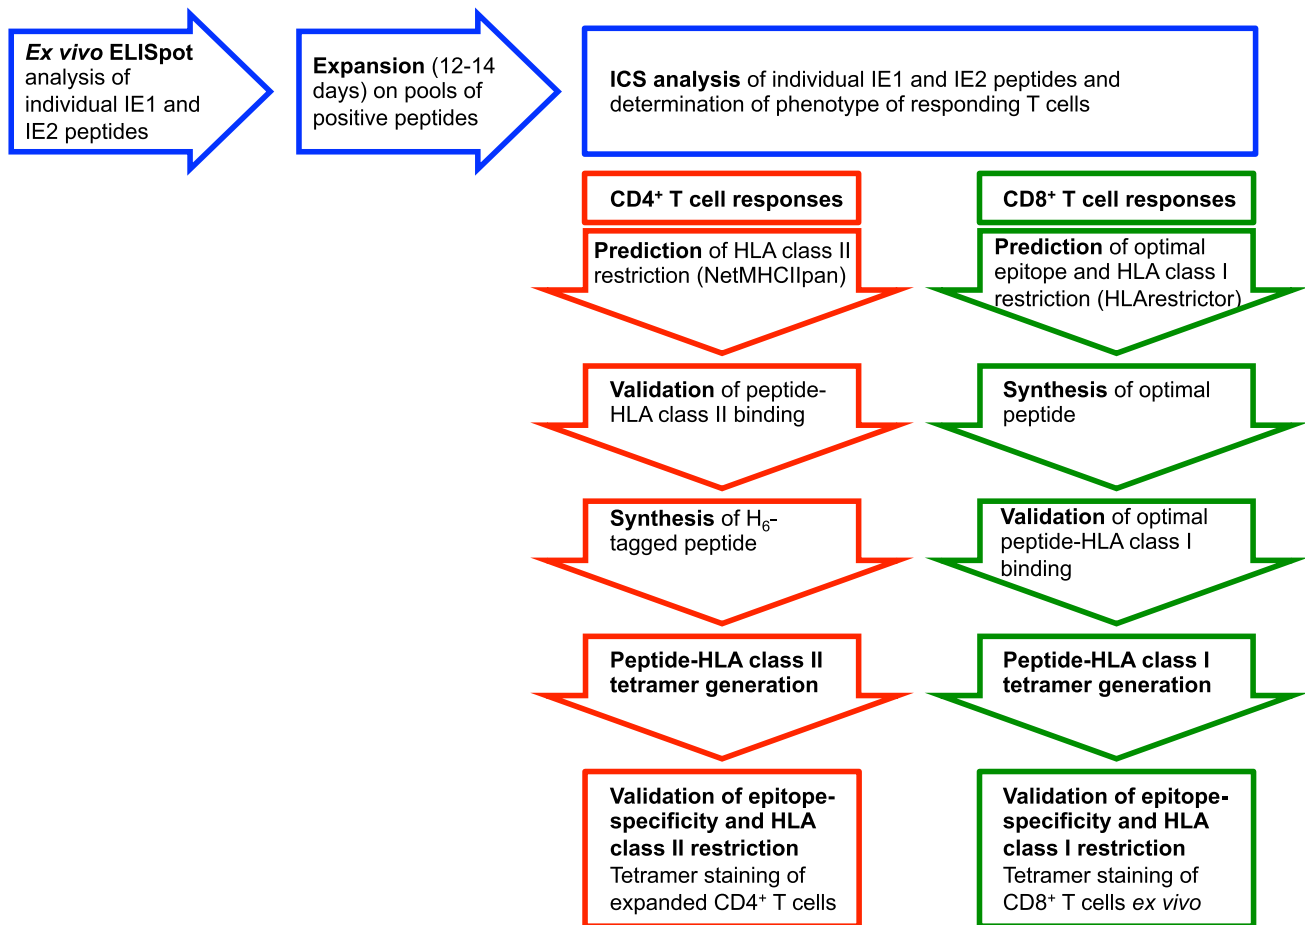 Ex vivo ELISpot
analysis of
individual IE1 and
IE2 peptides
Expansion (12-14
days) on pools of
positive peptides
ICS analysis of individual IE1 and IE2 peptides and
determination of phenotype of responding T cells
CD4⁺ T cell responses
Prediction of HLA class II
restriction (NetMHCIIpan)
Validation of peptide-
HLA class II binding
Synthesis of H₆-
tagged peptide
Peptide-HLA class II
tetramer generation
Validation of epitope-
specificity and HLA
class II restriction
Tetramer staining of
expanded CD4⁺ T cells
CD8⁺ T cell responses
Prediction of optimal
epitope and HLA class I
restriction (HLArestrictor)
Synthesis of optimal
peptide
Validation of optimal
peptide-HLA class I
binding
Peptide-HLA class I
tetramer generation
Validation of epitope-
specificity and HLA
class I restriction
Tetramer staining of
CD8⁺ T cells ex vivo